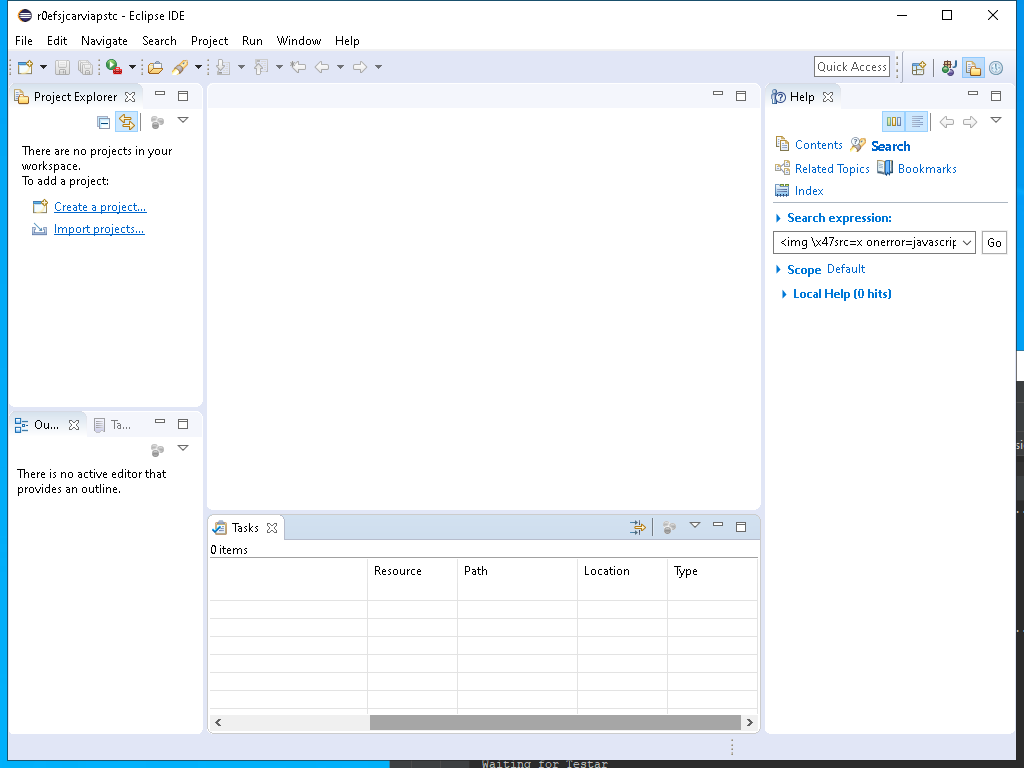 r0efsjcarviapstc - Eclipse IDE
File Edit Navigate Search Project Run Window Help
Quick Access
Project Explorer
There are no projects in your
workspace.
To add a project:
Create a project...
Import projects...
Ou... Ta...
There is no active editor that
provides an outline.
Tasks
0 items
Resource Path Location Type
Help
Contents Search
Related Topics Bookmarks
Index
Search expression:
<img \x47src=x onerror=javascrip Go
Scope Default
Local Help (0 hits)
si
Waiting for Testar